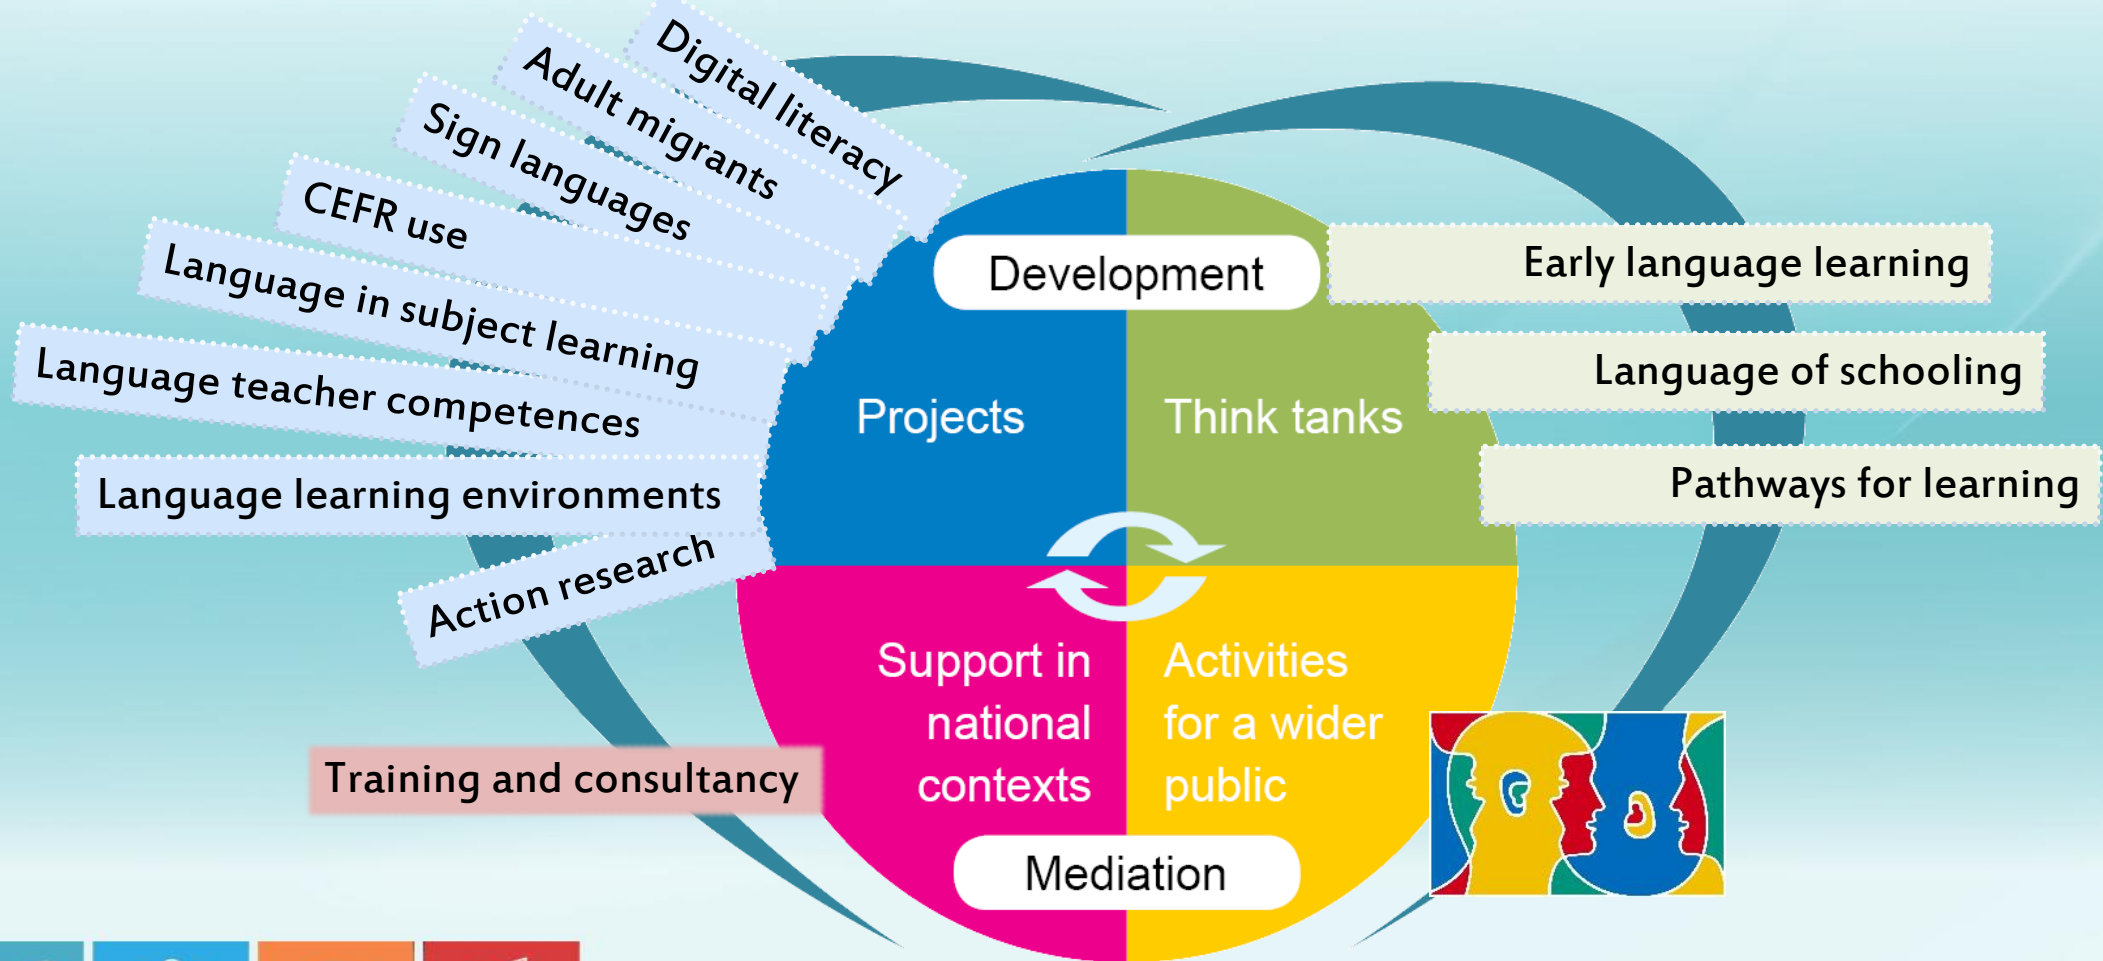 Digital literacy
Adult migrants
Sign languages
CEFR use
Language in subject learning
Language teacher competences
Language learning environments
Action research
Development
Projects
Think tanks
Early language learning
Language of schooling
Pathways for learning
Support in
national
contexts
Activities
for a wider
public
Training and consultancy
Mediation